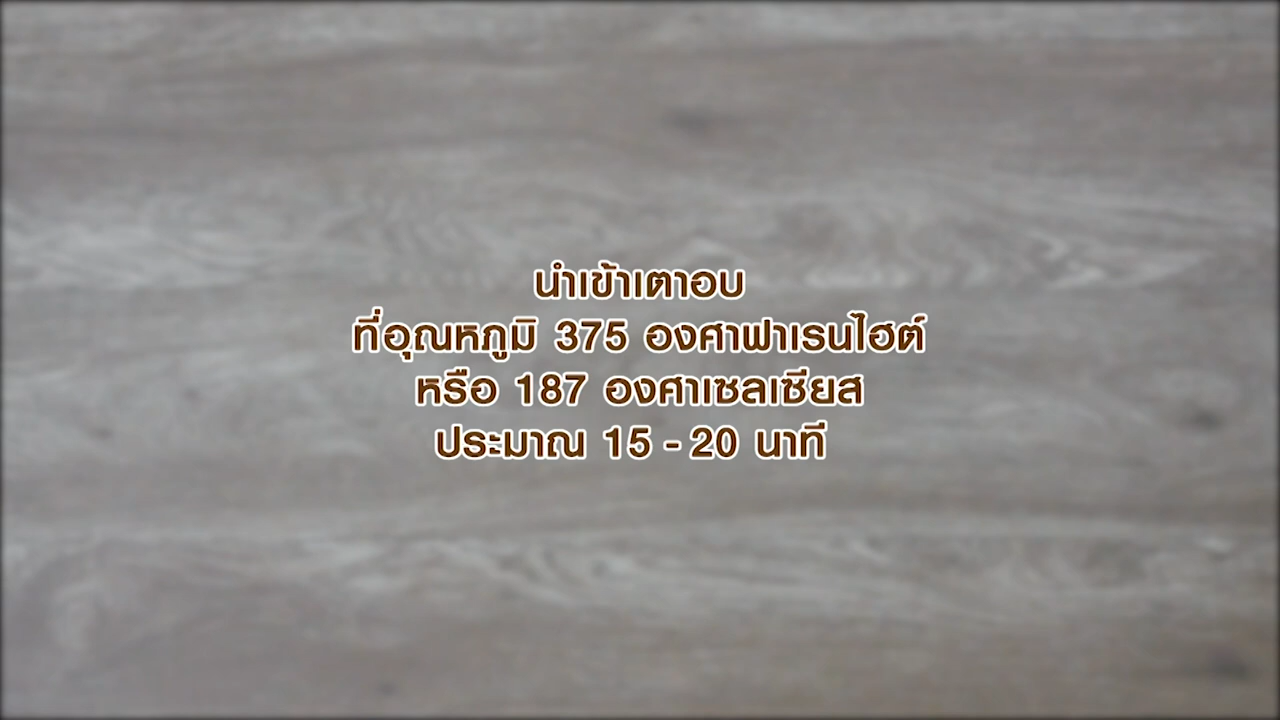 นำเข้าเตาอบ
ที่อุณหภูมิ 375 องศาฟาเรนไฮต์
หรือ 187 องศาเซลเซียส
ประมาณ 15 - 20 นาที